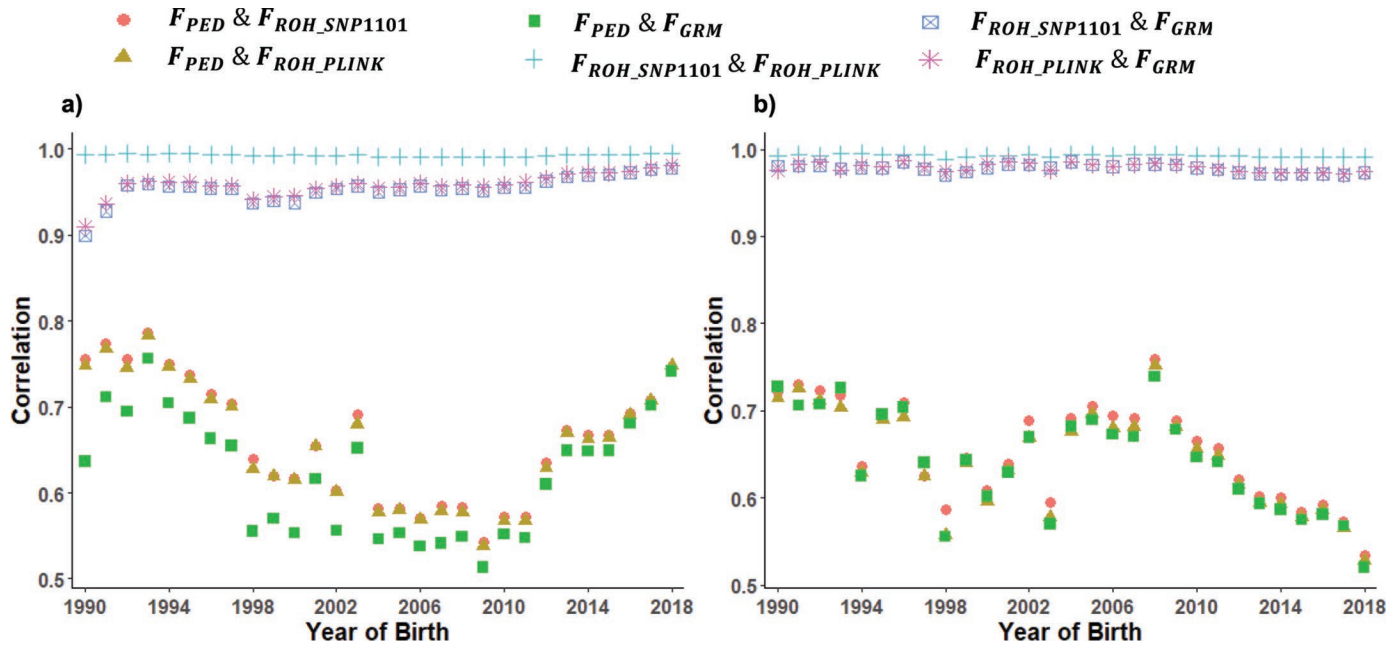 F_PED & F_ROH_SNP1101
F_PED & F_GRM
F_ROH_SNP1101 & F_GRM
F_PED & F_ROH_PLINK
F_ROH_SNP1101 & F_ROH_PLINK
F_ROH_PLINK & F_GRM
a)
1.0
0.9
0.8
0.7
0.6
0.5
Correlation
1990 1994 1998 2002 2006 2010 2014 2018
Year of Birth
b)
1.0
0.9
0.8
0.7
0.6
0.5
Correlation
1990 1994 1998 2002 2006 2010 2014 2018
Year of Birth